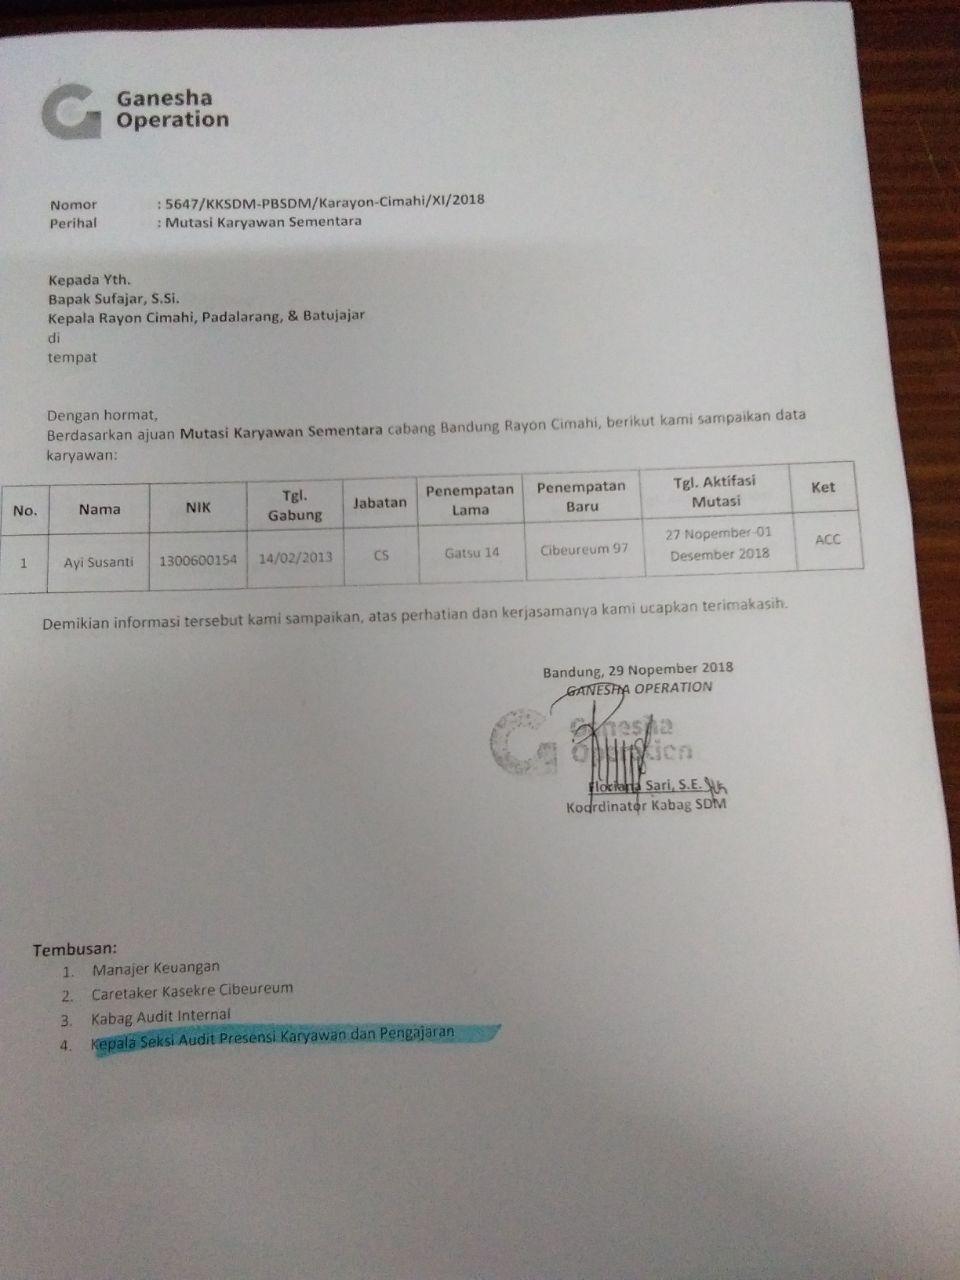 Ganesha
Operation
Nomor : 5647/KKSDM-PBSDM/Karayon-Cimahi/XI/2018
Perihal : Mutasi Karyawan Sementara
Kepada Yth.
Bapak Sufajar, S.Si.
Kepala Rayon Cimahi, Padalarang, & Batujajar
di
tempat
Dengan hormat,
Berdasarkan ajuan Mutasi Karyawan Sementara cabang Bandung Rayon Cimahi, berikut kami sampaikan data
karyawan:
No. Nama NIK Tgl. Gabung Jabatan Penempatan Lama Penempatan Baru Tgl. Aktifasi Mutasi Ket
1 Ayi Susanti 1300600154 14/02/2013 CS Gatsu 14 Cibeureum 97 27 Nopember-01 Desember 2018 ACC
Demikian informasi tersebut kami sampaikan, atas perhatian dan kerjasamanya kami ucapkan terimakasih.
Bandung, 29 Nopember 2018
GANESHA OPERATION
Ganesha
Operation
Sari, S.E.
Koordinator Kabag SDM
Tembusan:
1. Manajer Keuangan
2. Caretaker Kasekre Cibeureum
3. Kabag Audit Internal
4. Kepala Seksi Audit Presensi Karyawan dan Pengajaran